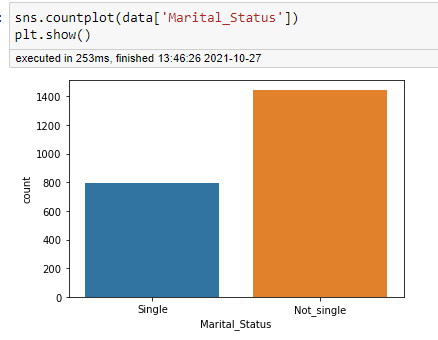 : sns.countplot(data['Marital_Status'])
plt.show()
executed in 253ms, finished 13:46:26 2021-10-27
1400
1200
1000
800
600
400
200
0
count
Single Not_single
Marital_Status